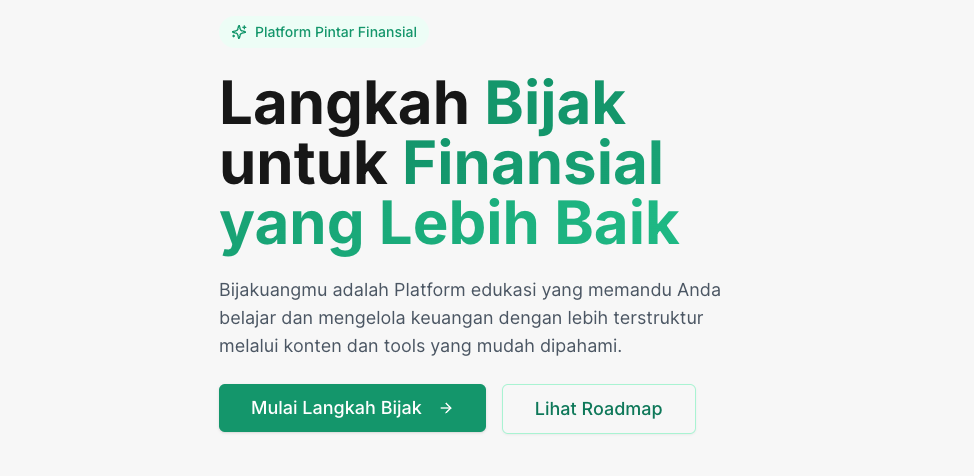 Platform Pintar Finansial
Langkah Bijak
untuk Finansial
yang Lebih Baik
Bijakuangmu adalah Platform edukasi yang memandu Anda
belajar dan mengelola keuangan dengan lebih terstruktur
melalui konten dan tools yang mudah dipahami.
Mulai Langkah Bijak →
Lihat Roadmap